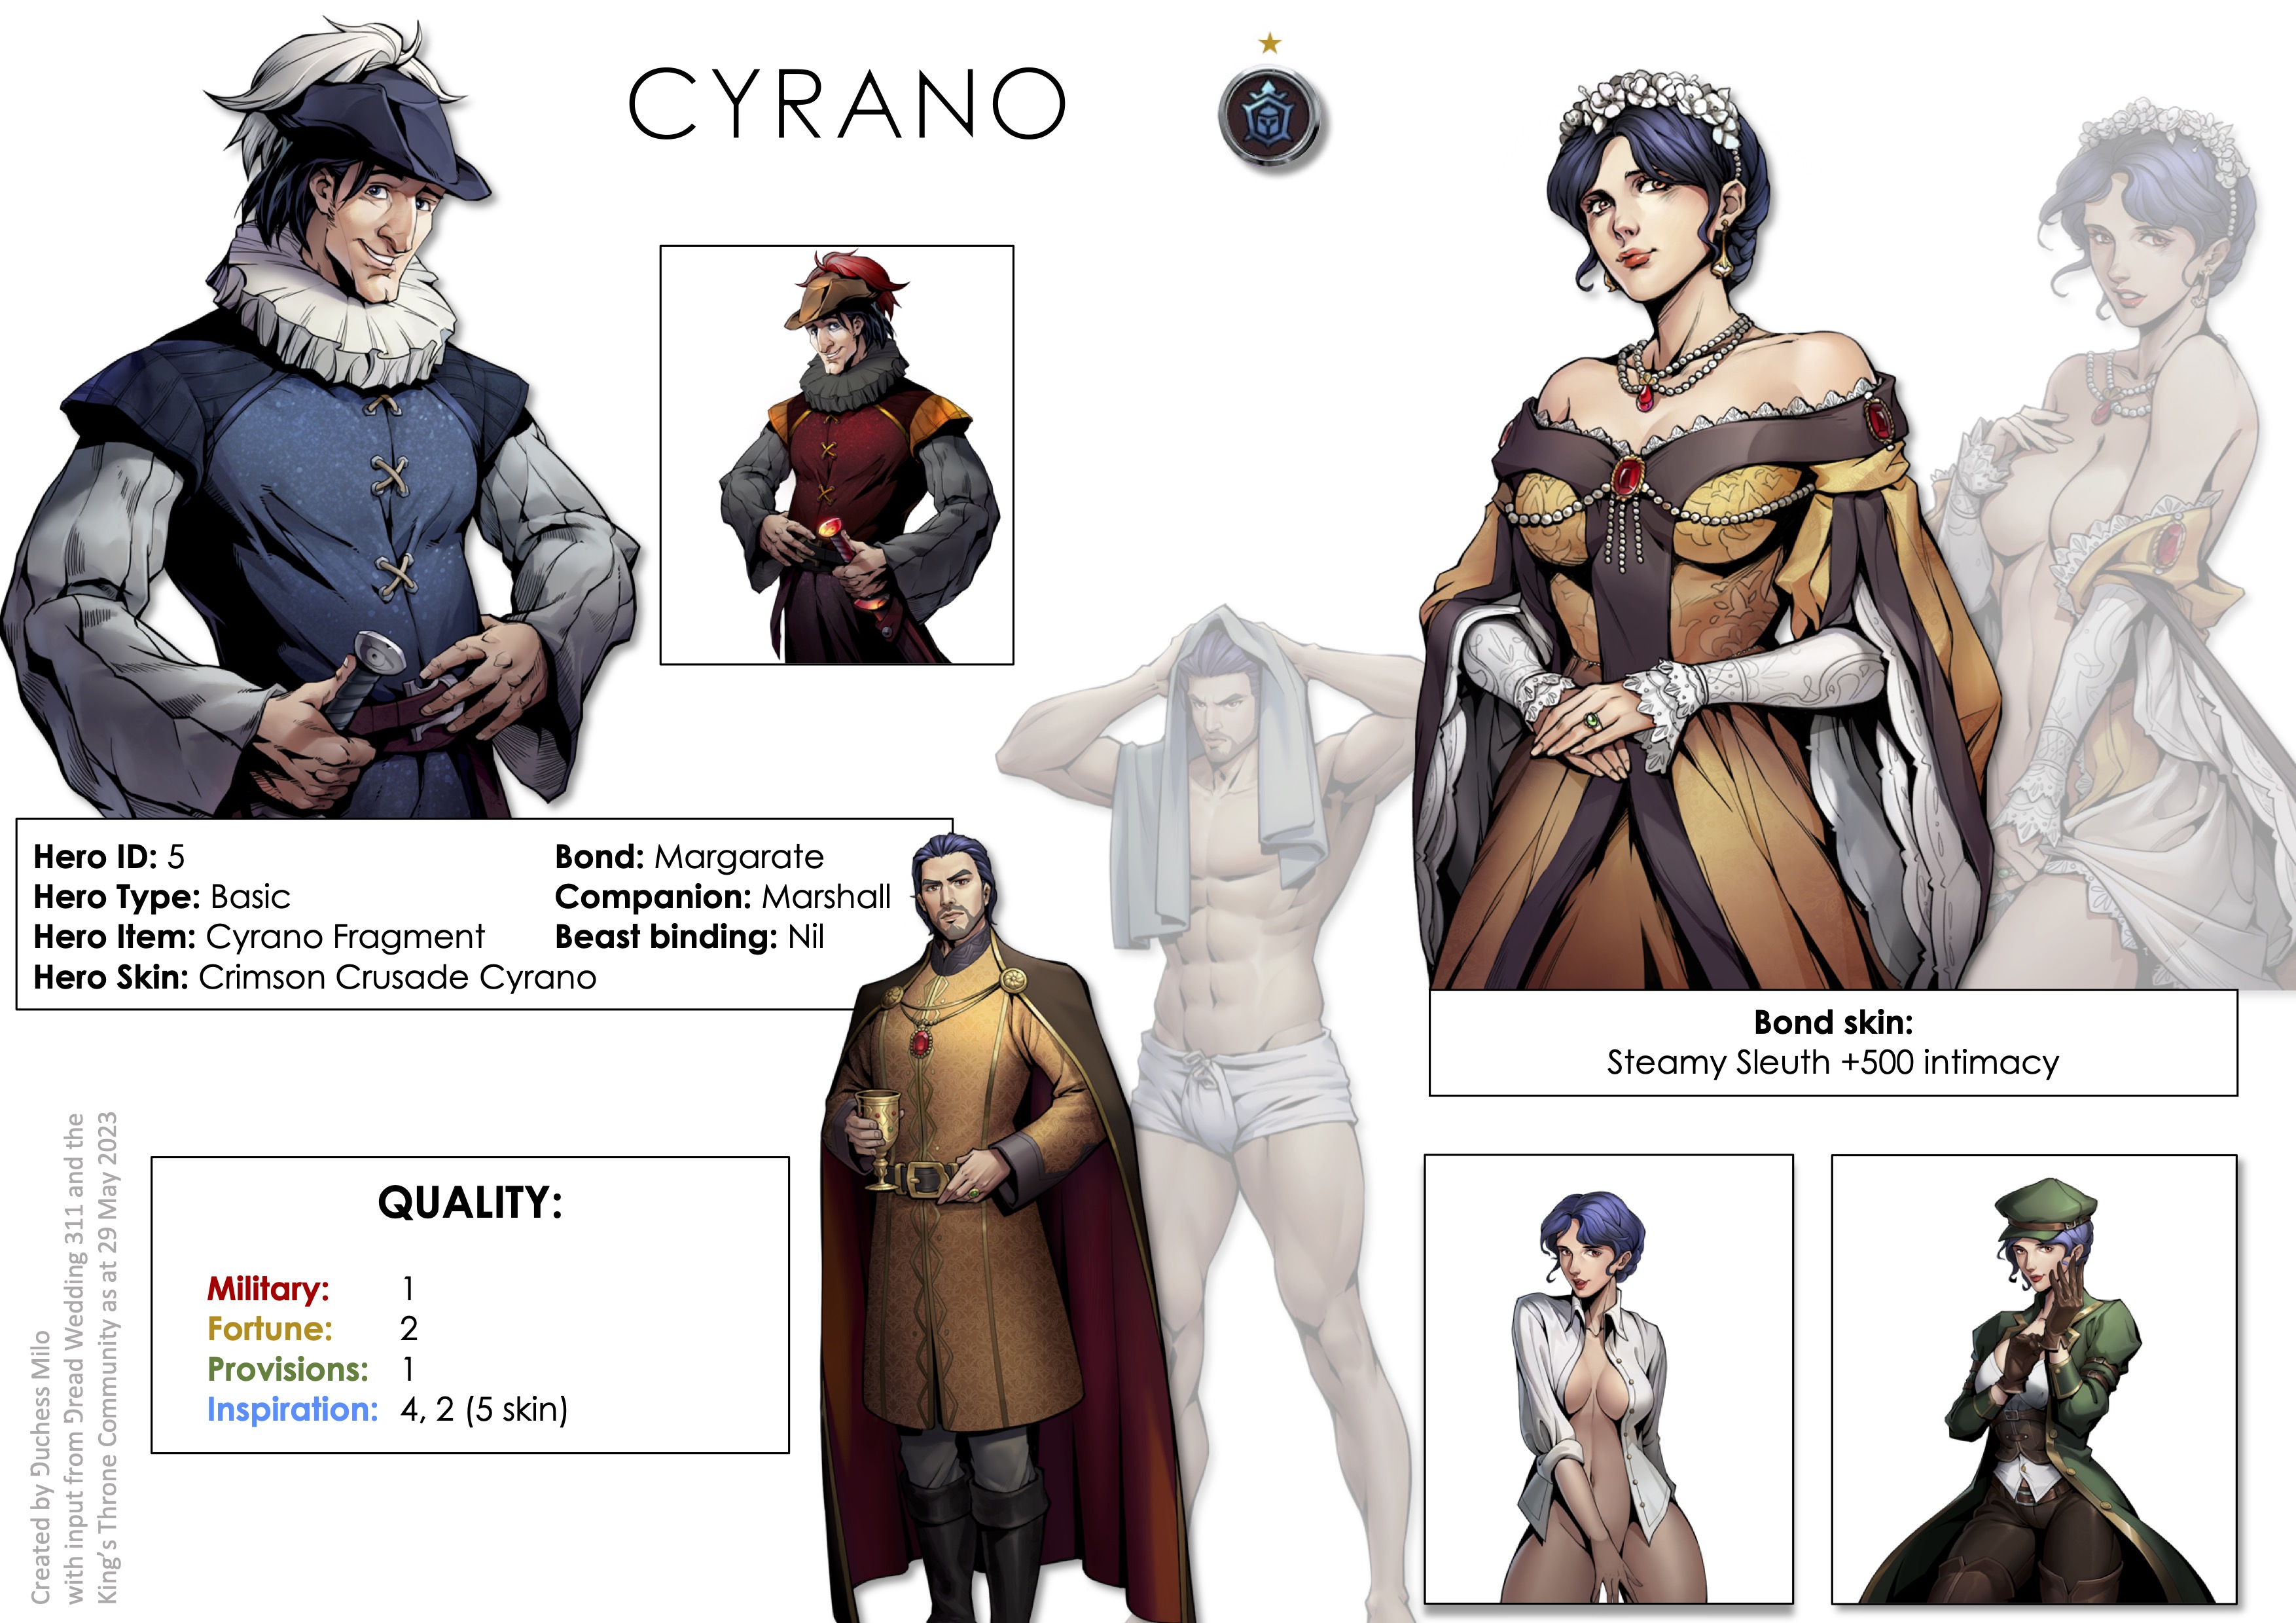 CYRANO
Hero ID: 5
Hero Type: Basic
Hero Item: Cyrano Fragment
Hero Skin: Crimson Crusade Cyrano
Bond: Margarate
Companion: Marshall
Beast binding: Nil
Bond skin:
Steamy Sleuth +500 intimacy
QUALITY:
Military: 1
Fortune: 2
Provisions: 1
Inspiration: 4, 2 (5 skin)
Created by Ɒuchess Milo
with input from Ɒread Wedding 311 and the
King's Throne Community as at 29 May 2023